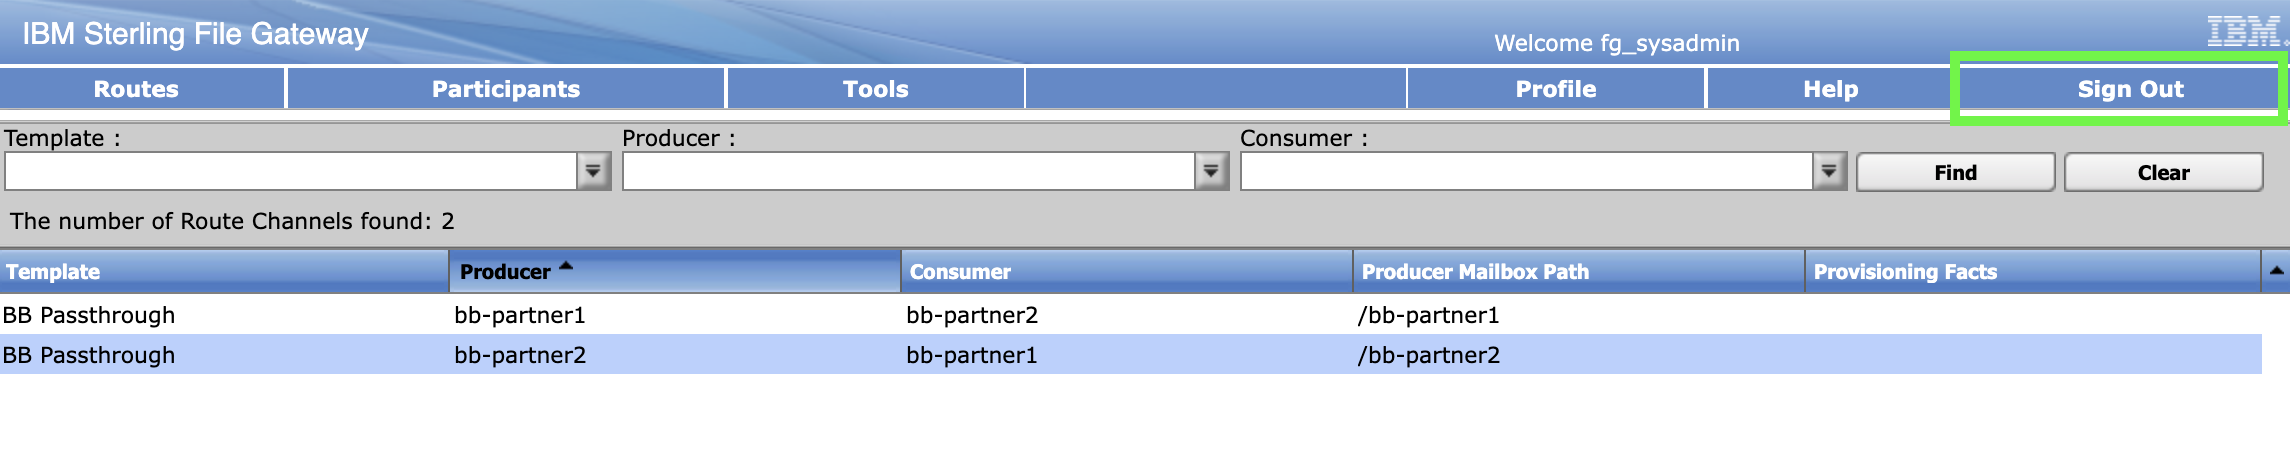 IBM Sterling File Gateway
Welcome fg_sysadmin
IBM.
Routes Participants Tools Profile Help Sign Out
Template : Producer : Consumer :
Find Clear
The number of Route Channels found: 2
Template Producer Consumer Producer Mailbox Path Provisioning Facts
BB Passthrough bb-partner1 bb-partner2 /bb-partner1
BB Passthrough bb-partner2 bb-partner1 /bb-partner2